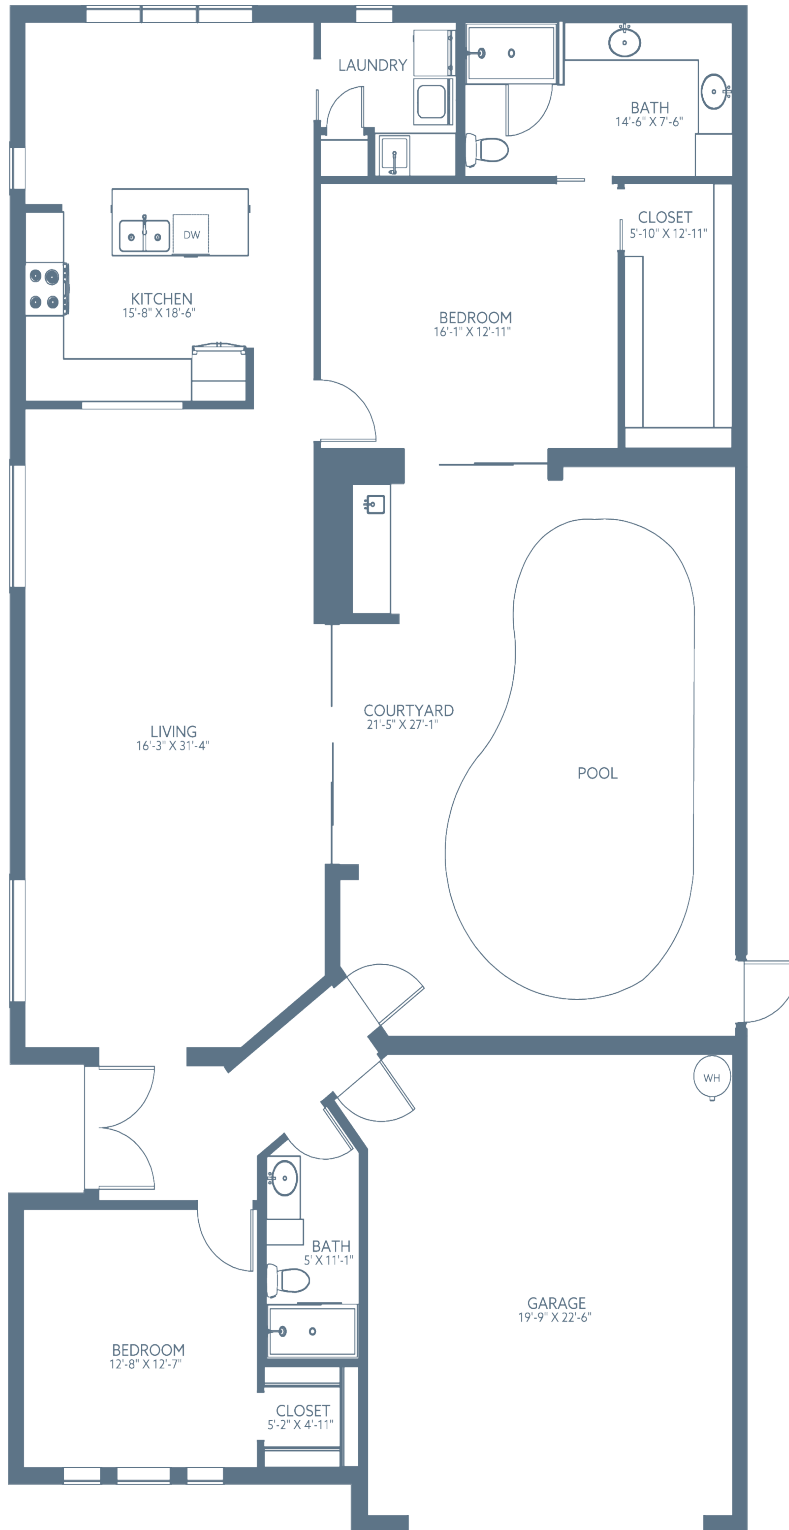 LAUNDRY
BATH
14'-6" X 7'-6"
CLOSET
5'-10" X 12'-11"
DW
KITCHEN
15'-8" X 18'-6"
BEDROOM
16'-1" X 12'-11"
COURTYARD
21'-5" X 27'-1"
LIVING
16'-3" X 31'-4"
POOL
WH
BATH
5' X 11'-1"
GARAGE
19'-9" X 22'-6"
BEDROOM
12'-8" X 12'-7"
CLOSET
5'-2" X 4'-11"